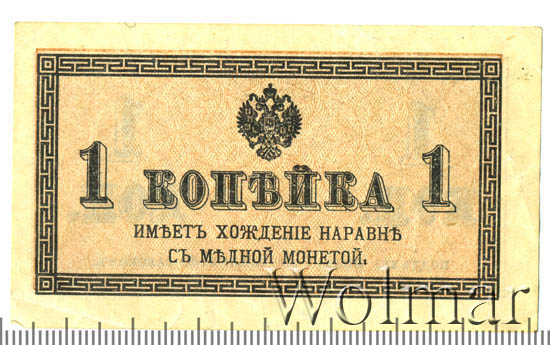 1 КОПѢЙКА 1
ИМѢЕТЪ ХОЖДЕНІЕ НАРАВНѢ
СЪ МѢДНОЙ МОНЕТОЙ.
Wolmar